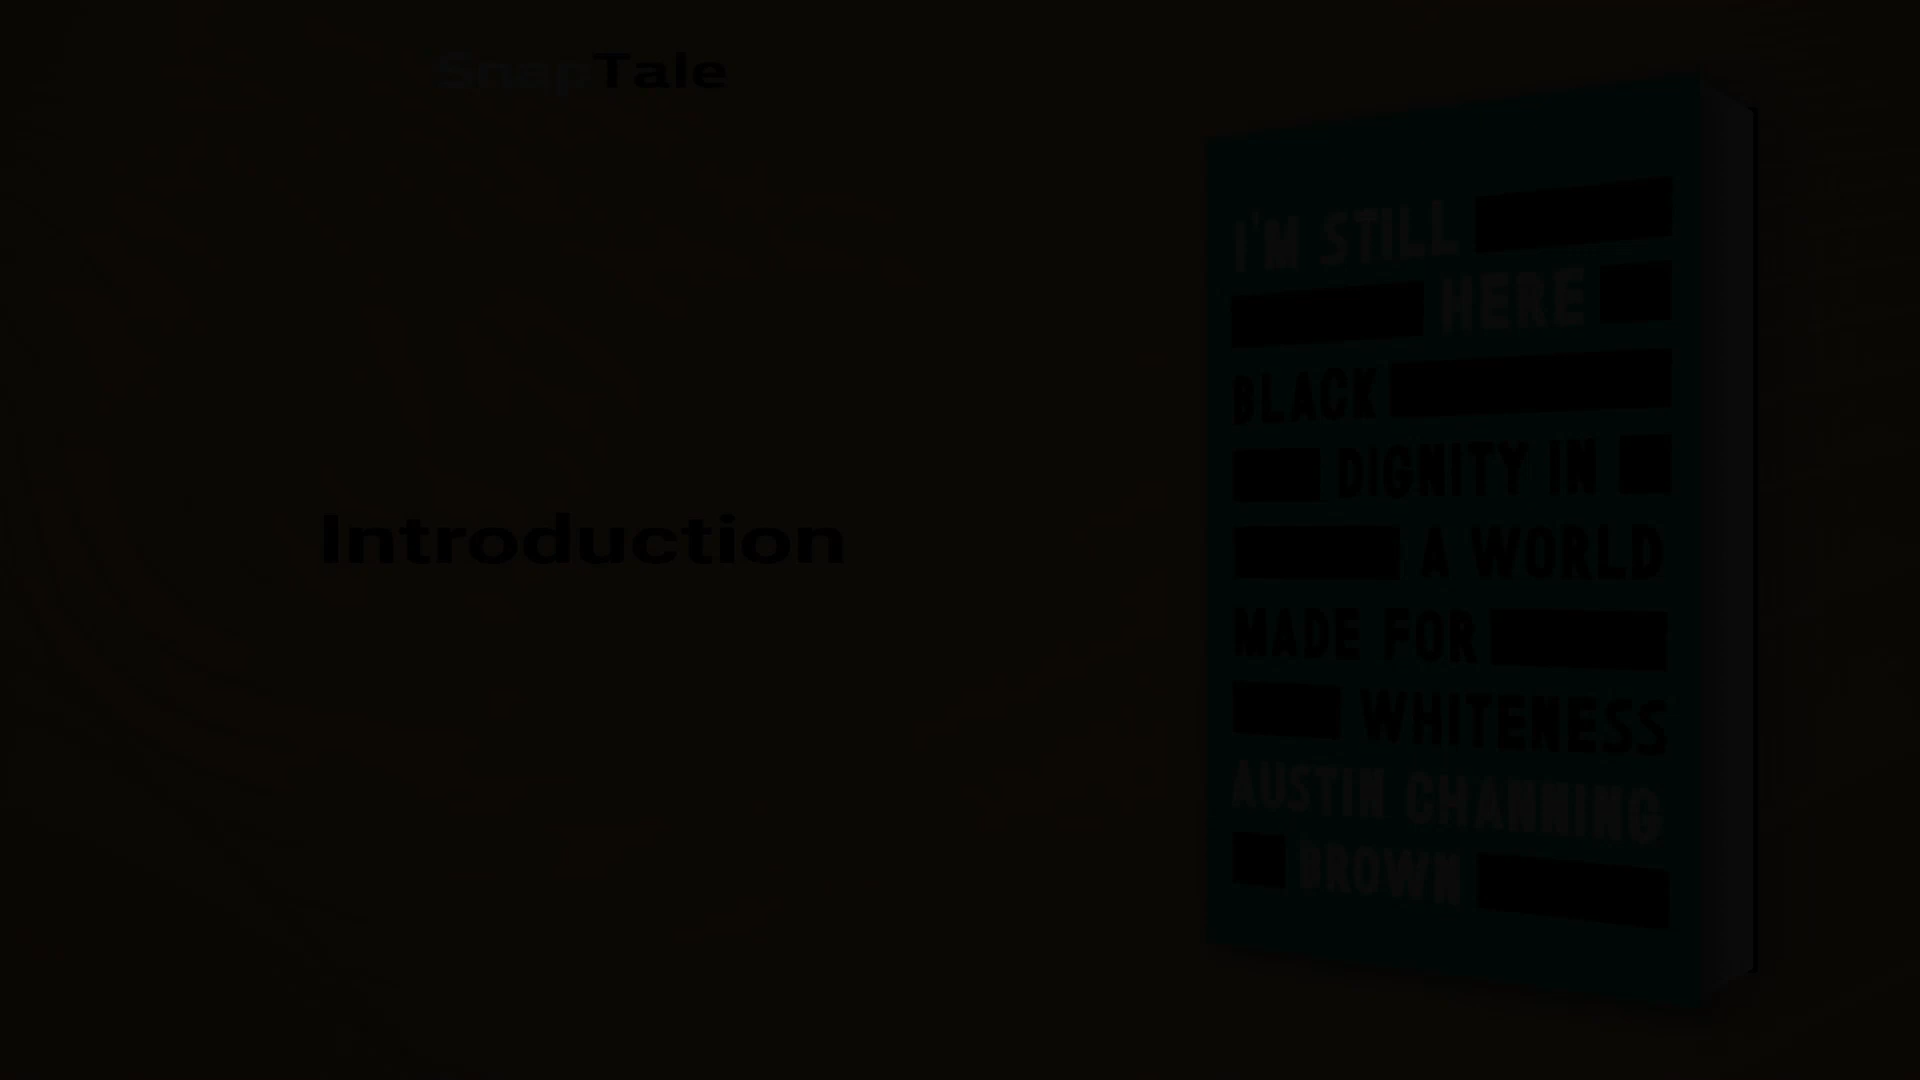 SnapTale
Introduction
I'M STILL
HERE
BLACK
DIGNITY IN
A WORLD
MADE FOR
WHITENESS
AUSTIN CHANNING
BROWN